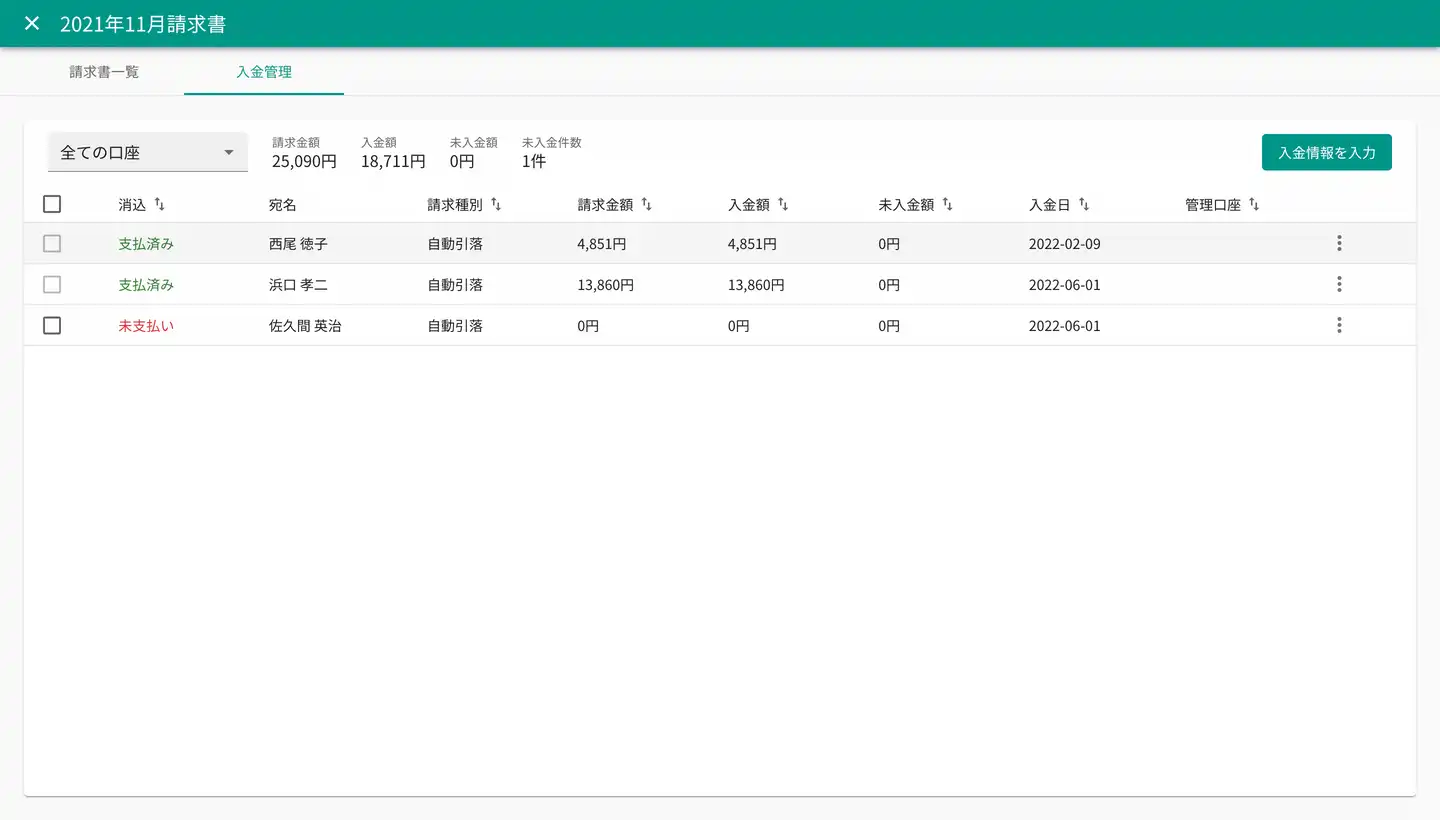 2021年11月請求書
請求書一覧 入金管理
全ての口座
請求金額 入金額 未入金額 未入金件数
25,090円 18,711円 0円 1件
入金情報を入力
消込 宛名 請求種別 請求金額 入金額 未入金額 入金日 管理口座
支払済み 西尾 徳子 自動引落 4,851円 4,851円 0円 2022-02-09
支払済み 浜口 孝二 自動引落 13,860円 13,860円 0円 2022-06-01
未支払い 佐久間 英治 自動引落 0円 0円 0円 2022-06-01